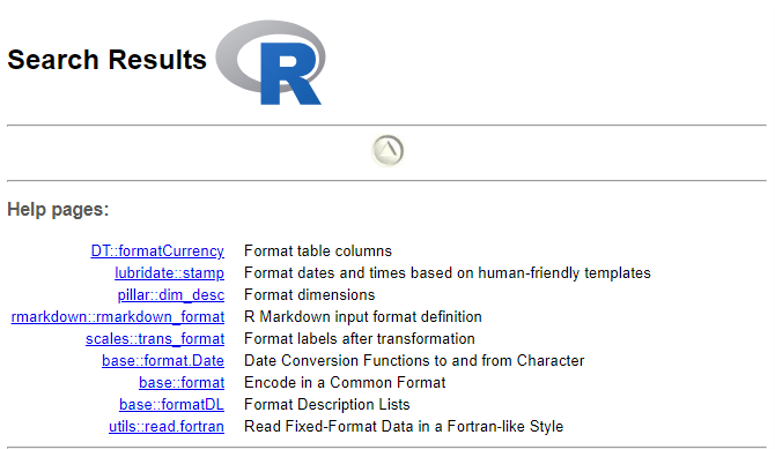 Search Results R
Help pages:
DT::formatCurrency Format table columns
lubridate::stamp Format dates and times based on human-friendly templates
pillar::dim_desc Format dimensions
rmarkdown::rmarkdown_format R Markdown input format definition
scales::trans_format Format labels after transformation
base::format.Date Date Conversion Functions to and from Character
base::format Encode in a Common Format
base::formatDL Format Description Lists
utils::read.fortran Read Fixed-Format Data in a Fortran-like Style